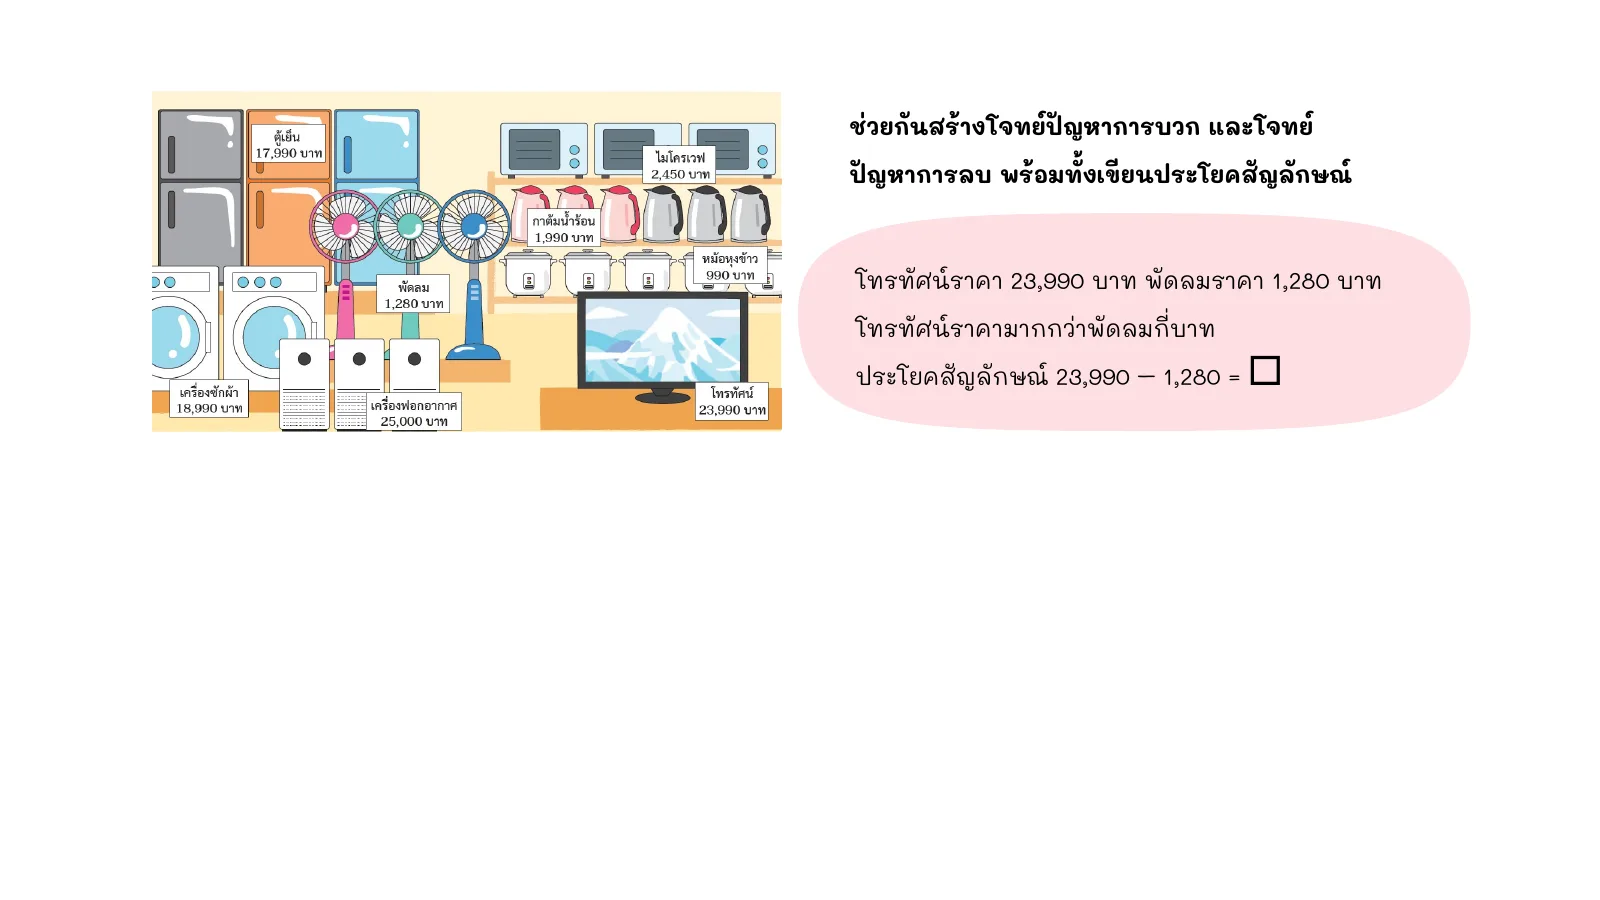 ตู้เย็น
17,990 บาท
ไมโครเวฟ
2,450 บาท
กาต้มน้ำร้อน
1,990 บาท
หม้อหุงข้าว
990 บาท
พัดลม
1,280 บาท
เครื่องซักผ้า
18,990 บาท
เครื่องฟอกอากาศ
25,000 บาท
โทรทัศน์
23,990 บาท
ช่วยกันสร้างโจทย์ปัญหาการบวก และโจทย์
ปัญหาการลบ พร้อมทั้งเขียนประโยคสัญลักษณ์
โทรทัศน์ราคา 23,990 บาท พัดลมราคา 1,280 บาท
โทรทัศน์ราคามากกว่าพัดลมกี่บาท
ประโยคสัญลักษณ์ 23,990 – 1,280 = □